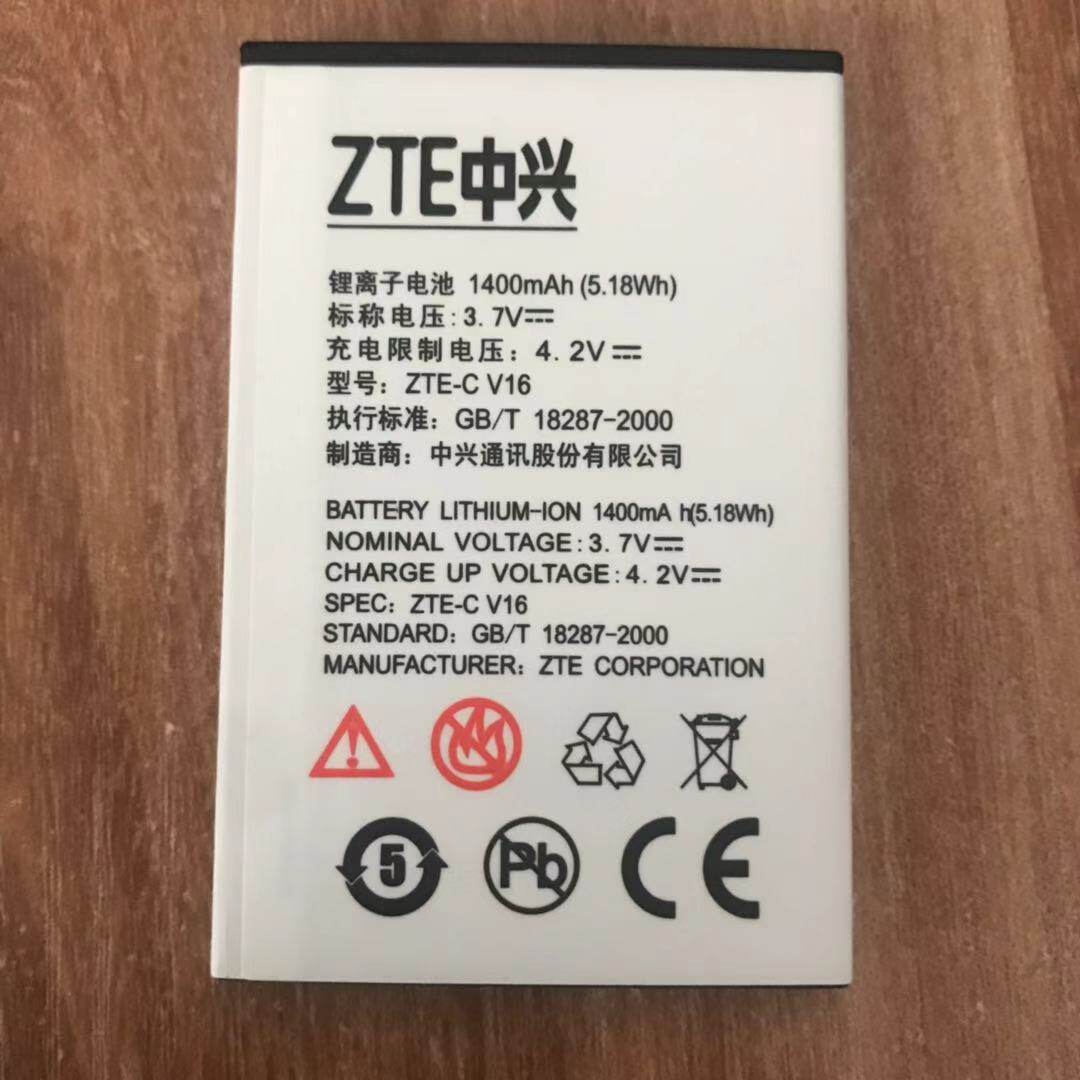 ZTE中兴
锂离子电池 1400mAh (5.18Wh)
标称电压:3.7V⎓
充电限制电压：4.2V⎓
型号：ZTE-C V16
执行标准：GB/T 18287-2000
制造商：中兴通讯股份有限公司
BATTERY LITHIUM-ION 1400mA h(5.18Wh)
NOMINAL VOLTAGE:3.7V⎓
CHARGE UP VOLTAGE:4.2V⎓
SPEC: ZTE-C V16
STANDARD: GB/T 18287-2000
MANUFACTURER: ZTE CORPORATION
5 Pb CE